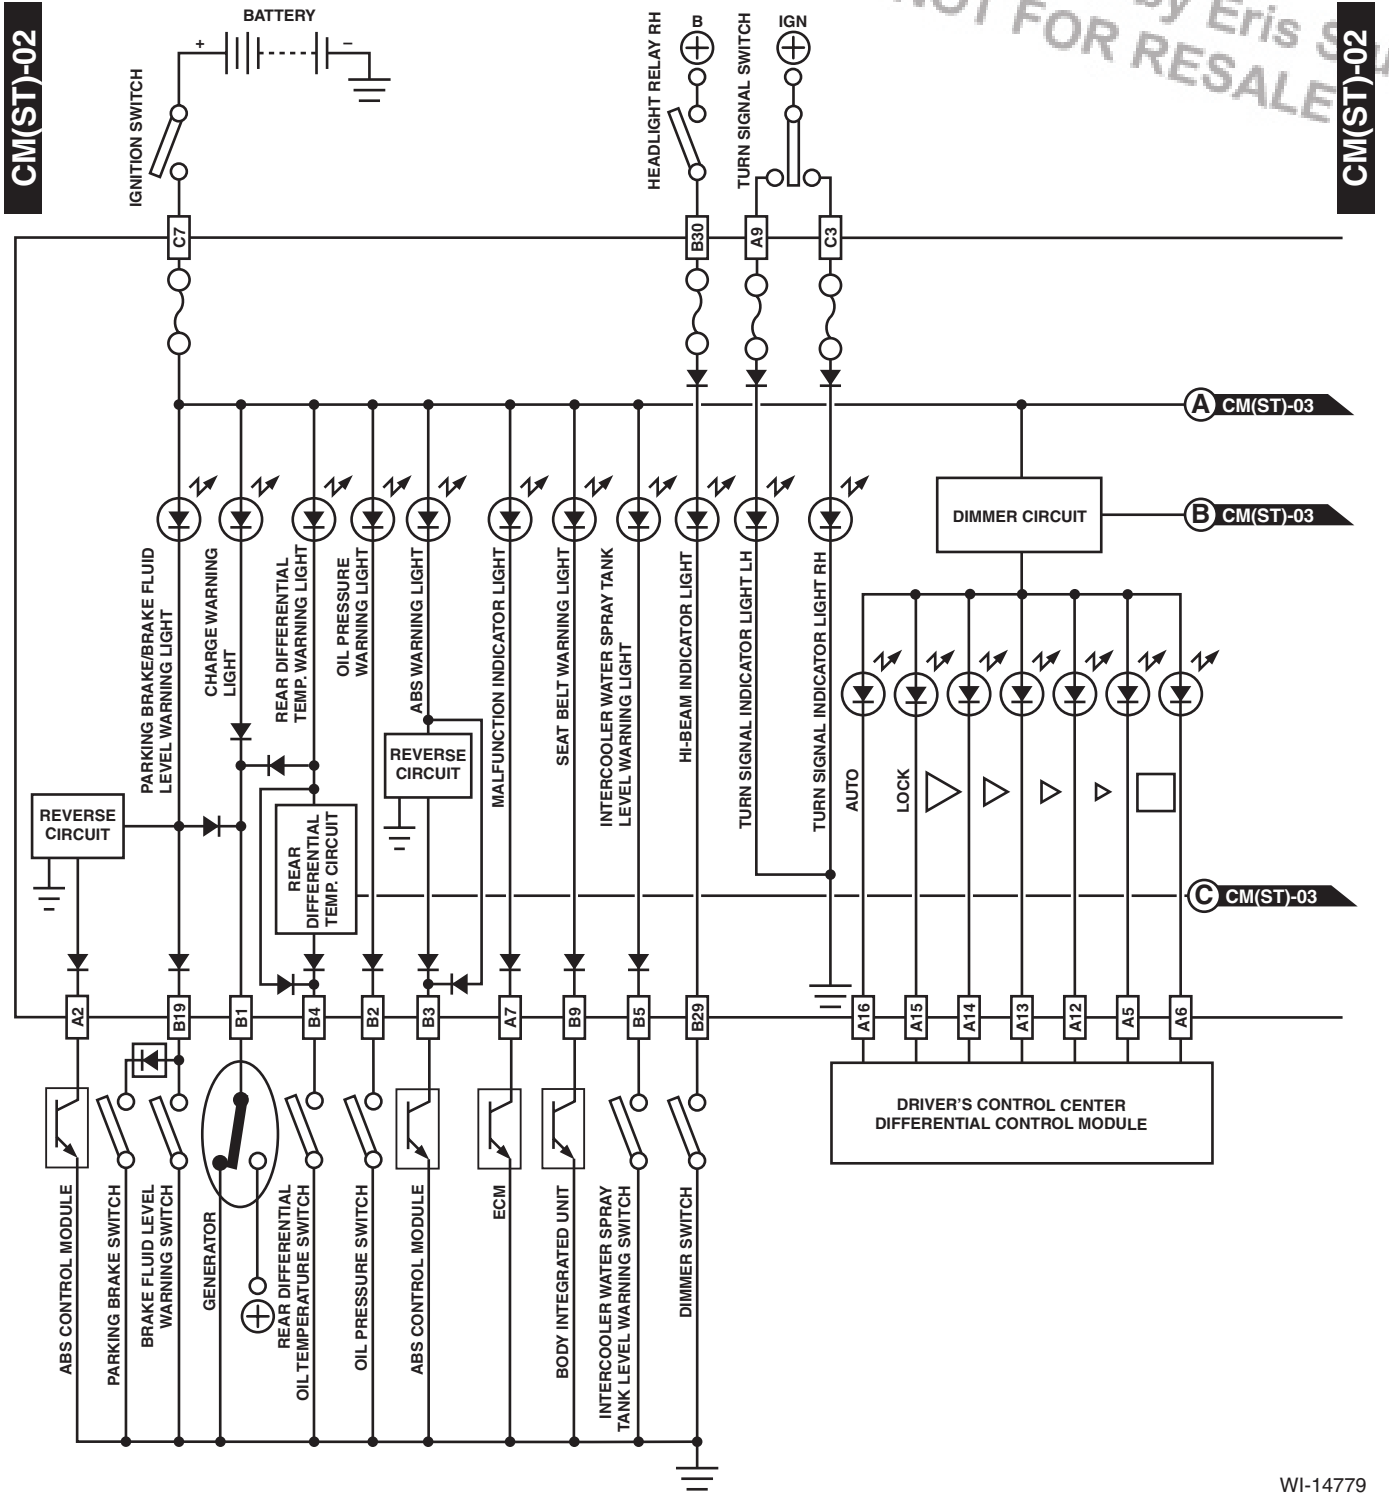 by Eris S
NOT FOR RESALE
CM(ST)-02
CM(ST)-02
BATTERY
+
–
IGNITION SWITCH
HEADLIGHT RELAY RH
B
TURN SIGNAL SWITCH
IGN
C7
B30
A9
C3
A CM(ST)-03
DIMMER CIRCUIT
B CM(ST)-03
PARKING BRAKE/BRAKE FLUID
LEVEL WARNING LIGHT
CHARGE WARNING
LIGHT
REAR DIFFERENTIAL
TEMP. WARNING LIGHT
OIL PRESSURE
WARNING LIGHT
ABS WARNING LIGHT
MALFUNCTION INDICATOR LIGHT
SEAT BELT WARNING LIGHT
INTERCOOLER WATER SPRAY TANK
LEVEL WARNING LIGHT
HI-BEAM INDICATOR LIGHT
TURN SIGNAL INDICATOR LIGHT LH
TURN SIGNAL INDICATOR LIGHT RH
AUTO
LOCK
REVERSE
CIRCUIT
REVERSE
CIRCUIT
REAR
DIFFERENTIAL
TEMP. CIRCUIT
C CM(ST)-03
A2
B19
B1
B4
B2
B3
A7
B9
B5
B29
A16
A15
A14
A13
A12
A5
A6
DRIVER'S CONTROL CENTER
DIFFERENTIAL CONTROL MODULE
ABS CONTROL MODULE
PARKING BRAKE SWITCH
BRAKE FLUID LEVEL
WARNING SWITCH
GENERATOR
REAR DIFFERENTIAL
OIL TEMPERATURE SWITCH
OIL PRESSURE SWITCH
ABS CONTROL MODULE
ECM
BODY INTEGRATED UNIT
INTERCOOLER WATER SPRAY
TANK LEVEL WARNING SWITCH
DIMMER SWITCH
WI-14779